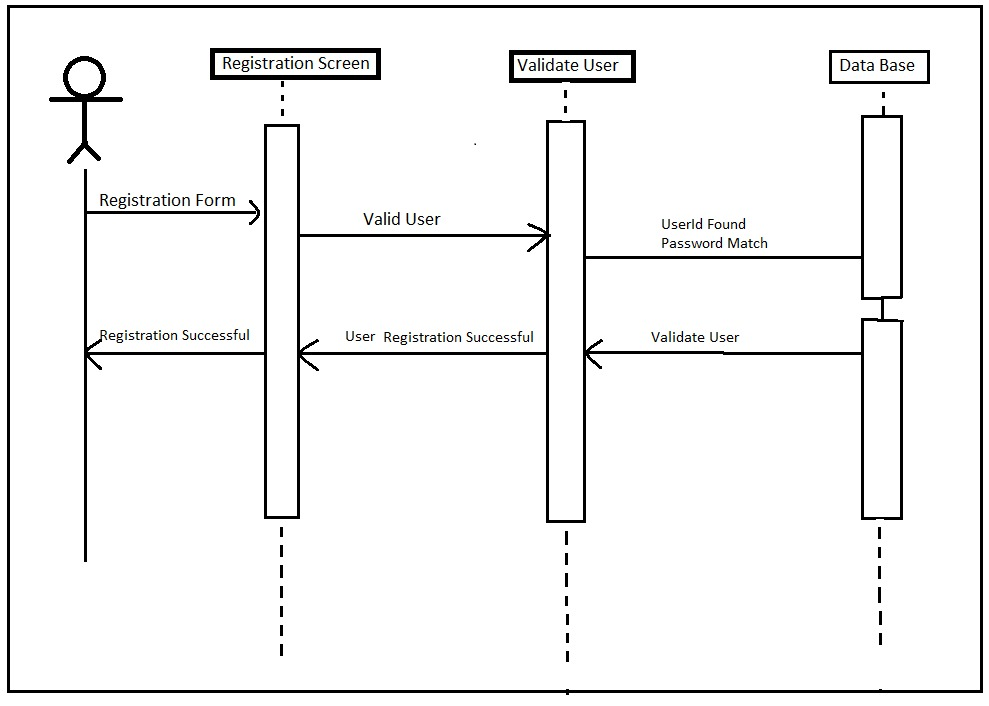 Registration Screen
Validate User
Data Base
Registration Form
Valid User
UserId Found
Password Match
Registration Successful
User Registration Successful
Validate User